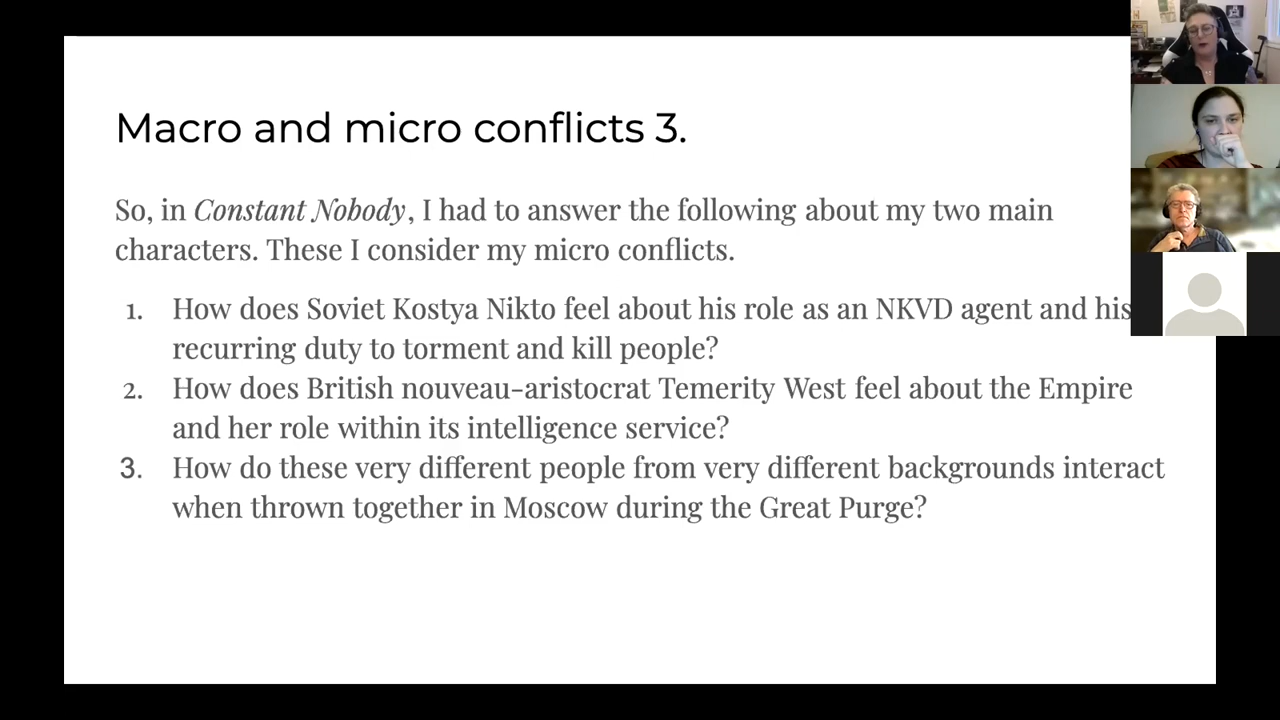 Macro and micro conflicts 3.
So, in Constant Nobody, I had to answer the following about my two main
characters. These I consider my micro conflicts.
1. How does Soviet Kostya Nikto feel about his role as an NKVD agent and his
recurring duty to torment and kill people?
2. How does British nouveau-aristocrat Temerity West feel about the Empire
and her role within its intelligence service?
3. How do these very different people from very different backgrounds interact
when thrown together in Moscow during the Great Purge?